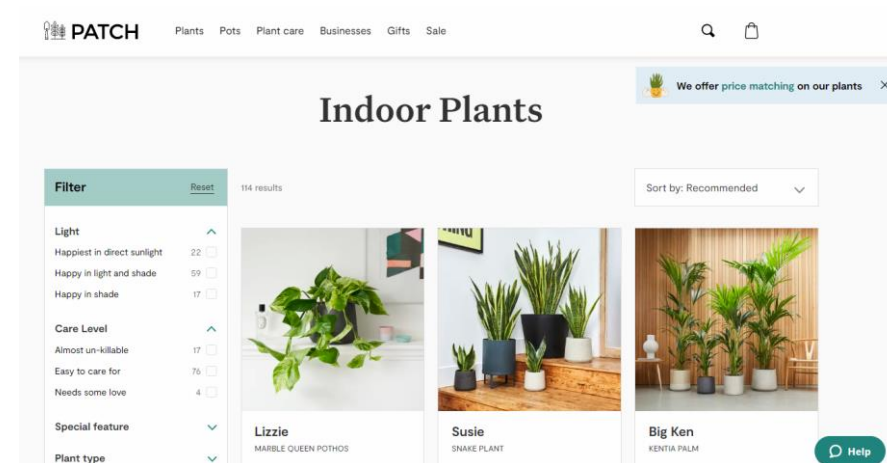 PATCH
Plants Pots Plant care Businesses Gifts Sale
We offer price matching on our plants
Indoor Plants
Filter Reset
114 results
Sort by: Recommended
Light
Happiest in direct sunlight 22
Happy in light and shade 59
Happy in shade 17
Care Level
Almost un-killable 17
Easy to care for 76
Needs some love 4
Special feature
Plant type
Lizzie
MARBLE QUEEN POTHOS
Susie
SNAKE PLANT
Big Ken
KENTIA PALM
Help